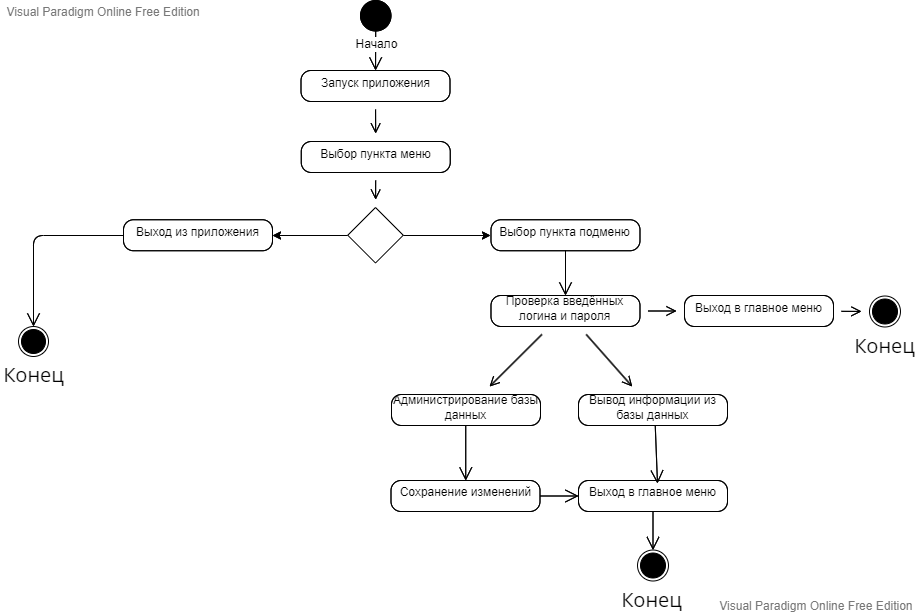 Visual Paradigm Online Free Edition
Начало
Запуск приложения
Выбор пункта меню
Выход из приложения
Выбор пункта подменю
Проверка введённых
логина и пароля
Выход в главное меню
Конец
Конец
Администрирование базы
данных
Вывод информации из
базы данных
Сохранение изменений
Выход в главное меню
Конец
Visual Paradigm Online Free Edition